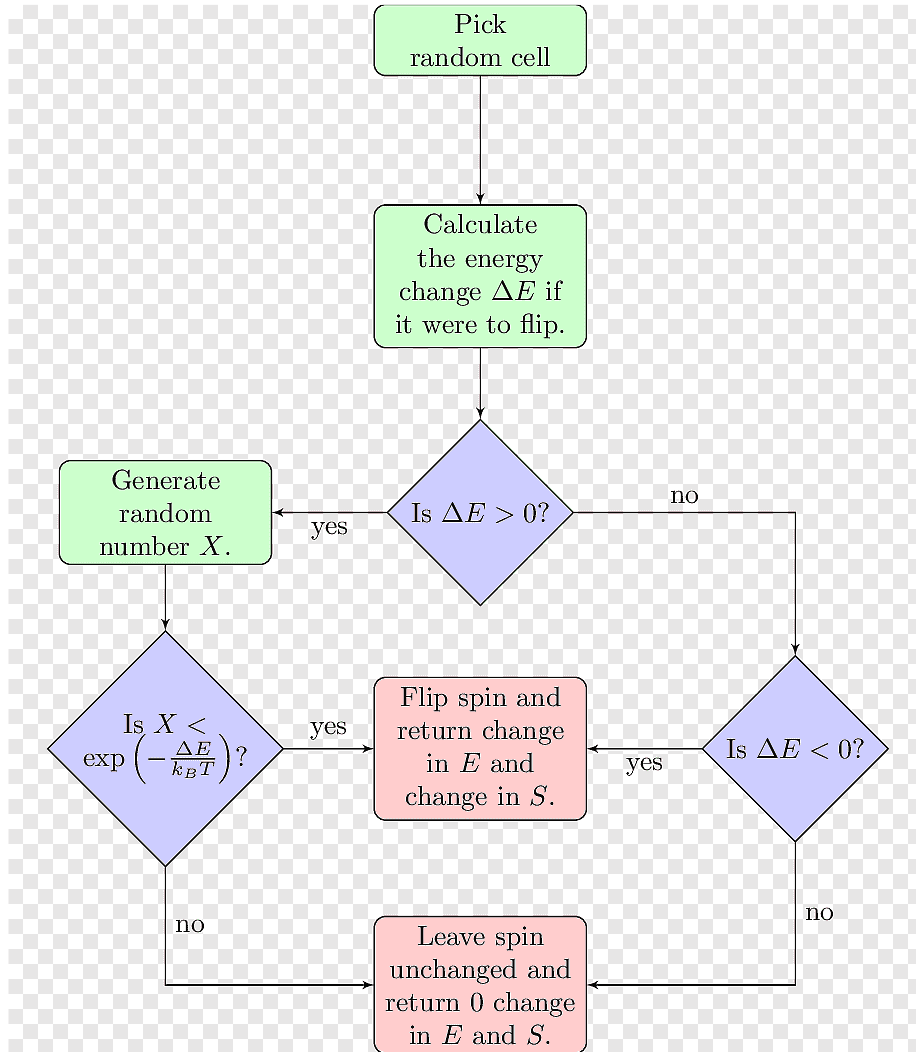 Pick
random cell
Calculate
the energy
change ΔE if
it were to flip.
Is ΔE > 0?
yes
no
Generate
random
number X.
Is X <
exp(−ΔE/k_BT)?
yes
no
Flip spin and
return change
in E and
change in S.
Is ΔE < 0?
yes
no
Leave spin
unchanged and
return 0 change
in E and S.